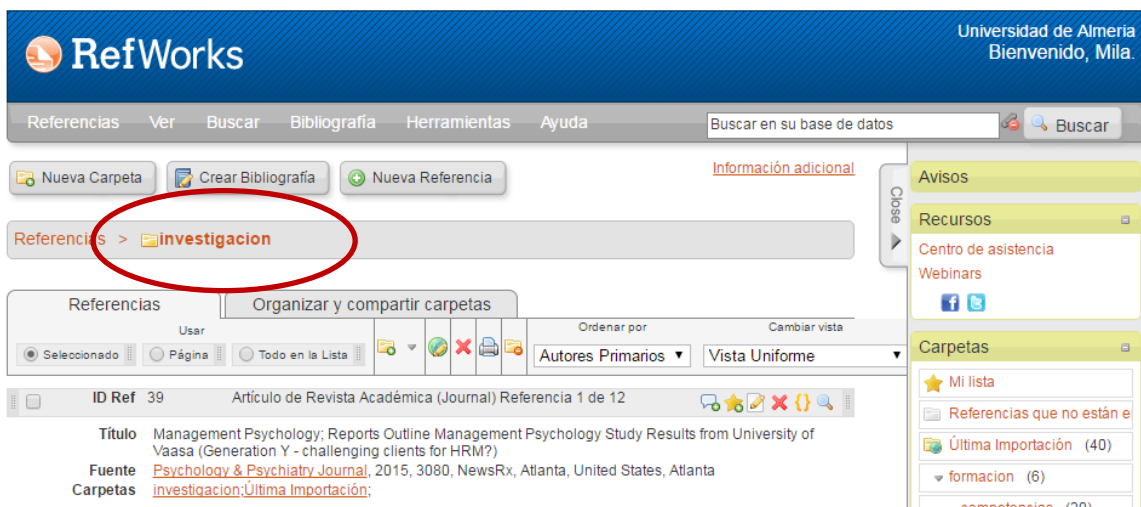 Universidad de Almeria
RefWorks
Bienvenido, Mila.
Referencias Ver Buscar Bibliografía Herramientas Ayuda Buscar en su base de datos Buscar
Nueva Carpeta Crear Bibliografía Nueva Referencia Información adicional
Close
Referencias > investigacion
Referencias Organizar y compartir carpetas
Usar Ordenar por Cambiar vista
Seleccionado Página Todo en la Lista Autores Primarios Vista Uniforme
ID Ref 39 Artículo de Revista Académica (Journal) Referencia 1 de 12
Título Management Psychology; Reports Outline Management Psychology Study Results from University of
Vaasa (Generation Y - challenging clients for HRM?)
Fuente Psychology & Psychiatry Journal, 2015, 3080, NewsRx, Atlanta, United States, Atlanta
Carpetas investigacion;Última Importación;
Avisos
Recursos
Centro de asistencia
Webinars
Carpetas
Mi lista
Referencias que no están e
Última Importación (40)
formacion (6)